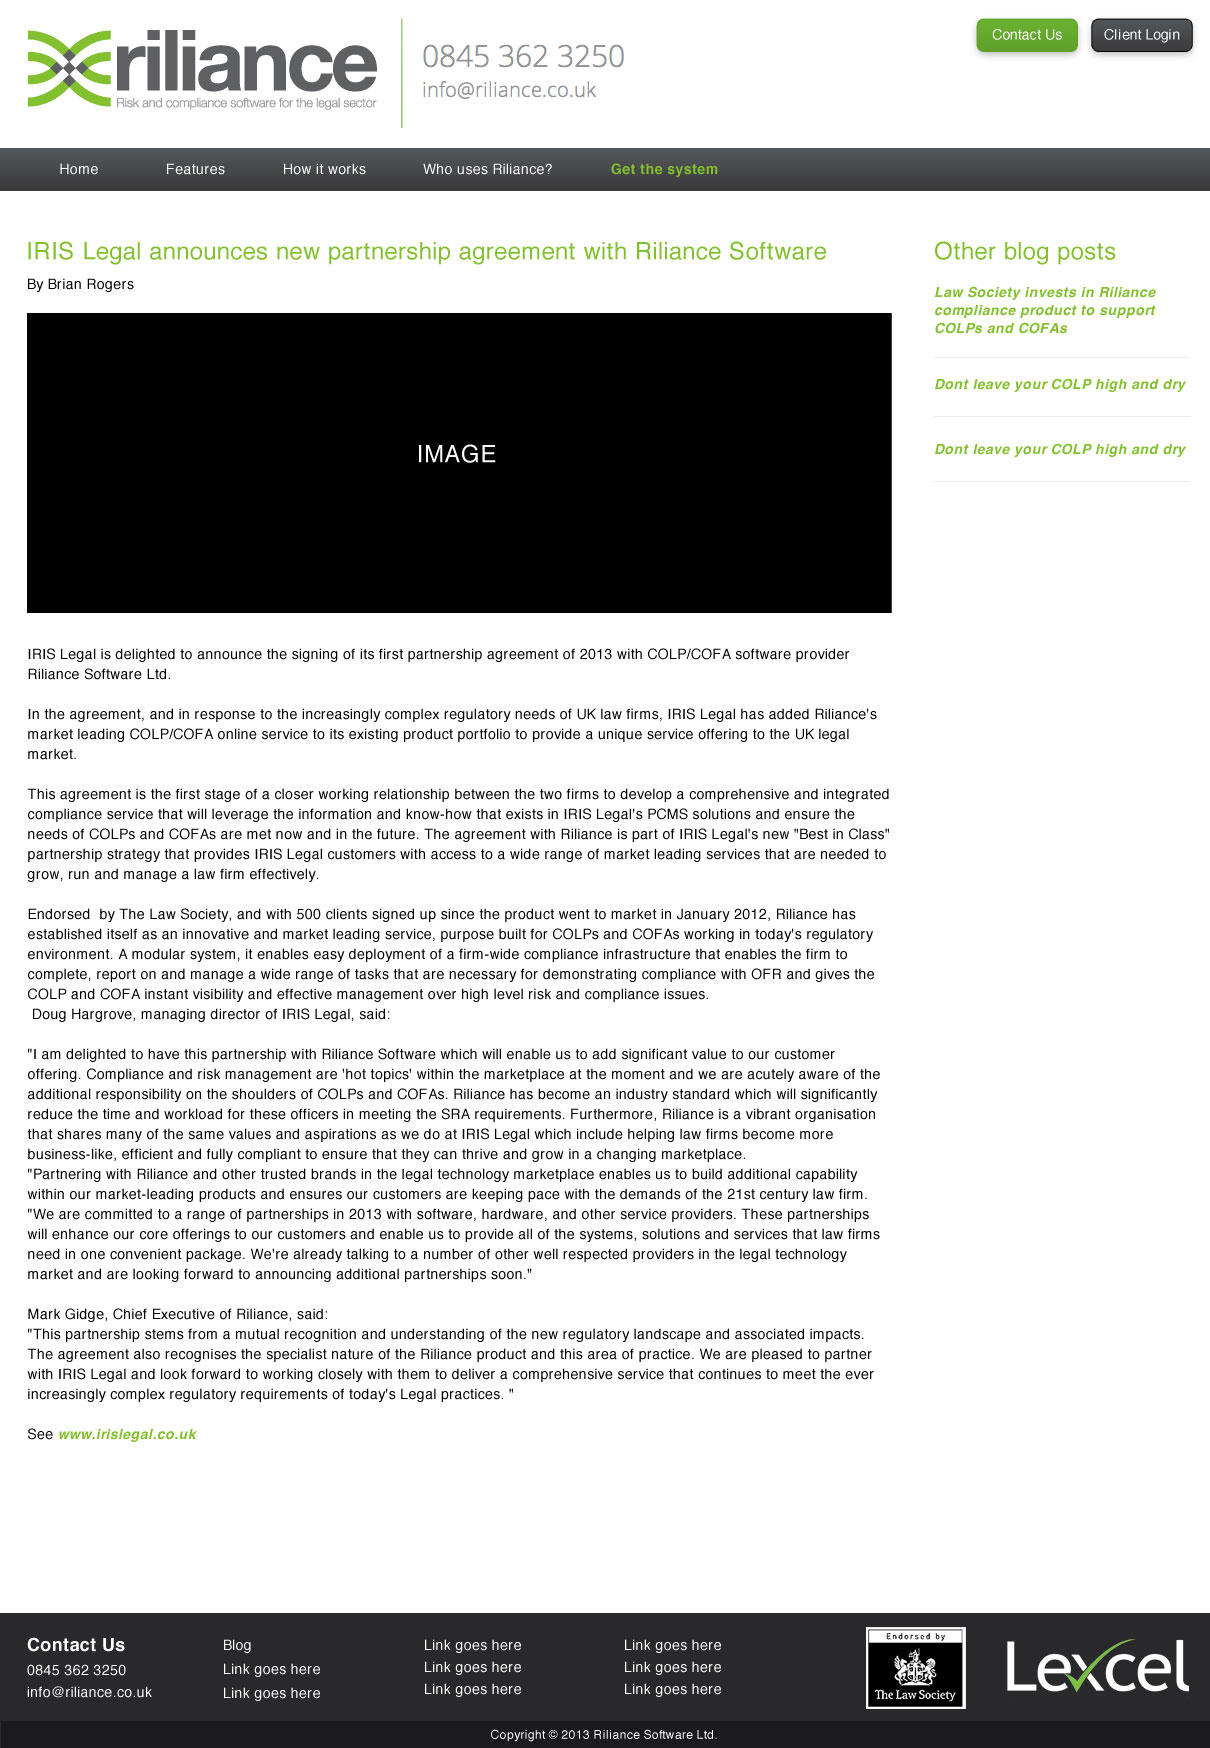 riliance
Risk and compliance software for the legal sector
0845 362 3250
info@riliance.co.uk
Contact Us
Client Login
Home
Features
How it works
Who uses Riliance?
Get the system
IRIS Legal announces new partnership agreement with Riliance Software
By Brian Rogers
IMAGE
IRIS Legal is delighted to announce the signing of its first partnership agreement of 2013 with COLP/COFA software provider
Riliance Software Ltd.
In the agreement, and in response to the increasingly complex regulatory needs of UK law firms, IRIS Legal has added Riliance's
market leading COLP/COFA online service to its existing product portfolio to provide a unique service offering to the UK legal
market.
This agreement is the first stage of a closer working relationship between the two firms to develop a comprehensive and integrated
compliance service that will leverage the information and know-how that exists in IRIS Legal's PCMS solutions and ensure the
needs of COLPs and COFAs are met now and in the future. The agreement with Riliance is part of IRIS Legal's new "Best in Class"
partnership strategy that provides IRIS Legal customers with access to a wide range of market leading services that are needed to
grow, run and manage a law firm effectively.
Endorsed  by The Law Society, and with 500 clients signed up since the product went to market in January 2012, Riliance has
established itself as an innovative and market leading service, purpose built for COLPs and COFAs working in today's regulatory
environment. A modular system, it enables easy deployment of a firm-wide compliance infrastructure that enables the firm to
complete, report on and manage a wide range of tasks that are necessary for demonstrating compliance with OFR and gives the
COLP and COFA instant visibility and effective management over high level risk and compliance issues.
Doug Hargrove, managing director of IRIS Legal, said:
"I am delighted to have this partnership with Riliance Software which will enable us to add significant value to our customer
offering. Compliance and risk management are 'hot topics' within the marketplace at the moment and we are acutely aware of the
additional responsibility on the shoulders of COLPs and COFAs. Riliance has become an industry standard which will significantly
reduce the time and workload for these officers in meeting the SRA requirements. Furthermore, Riliance is a vibrant organisation
that shares many of the same values and aspirations as we do at IRIS Legal which include helping law firms become more
business-like, efficient and fully compliant to ensure that they can thrive and grow in a changing marketplace.
"Partnering with Riliance and other trusted brands in the legal technology marketplace enables us to build additional capability
within our market-leading products and ensures our customers are keeping pace with the demands of the 21st century law firm.
"We are committed to a range of partnerships in 2013 with software, hardware, and other service providers. These partnerships
will enhance our core offerings to our customers and enable us to provide all of the systems, solutions and services that law firms
need in one convenient package. We're already talking to a number of other well respected providers in the legal technology
market and are looking forward to announcing additional partnerships soon."
Mark Gidge, Chief Executive of Riliance, said:
"This partnership stems from a mutual recognition and understanding of the new regulatory landscape and associated impacts.
The agreement also recognises the specialist nature of the Riliance product and this area of practice. We are pleased to partner
with IRIS Legal and look forward to working closely with them to deliver a comprehensive service that continues to meet the ever
increasingly complex regulatory requirements of today's Legal practices. "
See www.irislegal.co.uk
Other blog posts
Law Society invests in Riliance
compliance product to support
COLPs and COFAs
Dont leave your COLP high and dry
Dont leave your COLP high and dry
Contact Us
0845 362 3250
info@riliance.co.uk
Blog
Link goes here
Link goes here
Link goes here
Link goes here
Link goes here
Link goes here
Link goes here
Link goes here
Endorsed by
The Law Society
Lexcel
Copyright © 2013 Riliance Software Ltd.